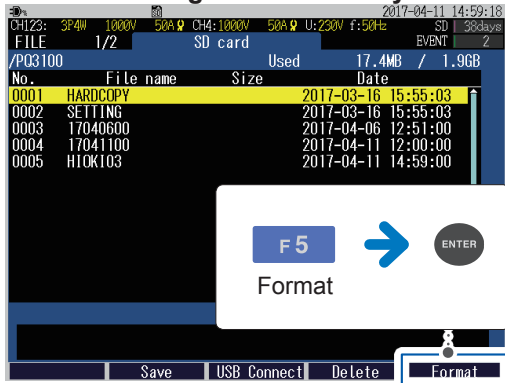 2017-04-11 14:59:18
CH123: 3P4W 1000V 50A CH4:1000V 50A U:230V f:50Hz SD 38days
FILE 1/2 SD card EVENT 2
/PQ3100 Used 17.4MB / 1.9GB
No. File name Size Date
0001 HARDCOPY 2017-03-16 15:55:03
0002 SETTING 2017-03-16 15:55:03
0003 17040600 2017-04-06 12:51:00
0004 17041100 2017-04-11 12:00:00
0005 HIOKI03 2017-04-11 14:59:00
F 5
ENTER
Format
Save USB Connect Delete Format